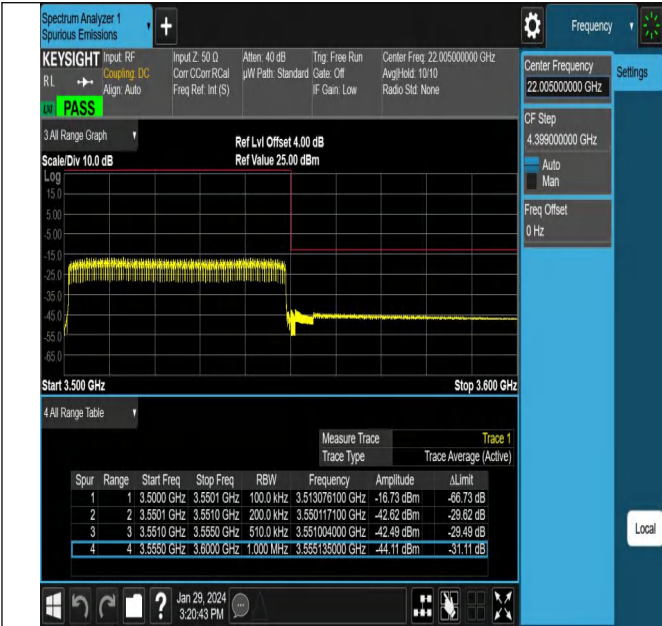 Spectrum Analyzer 1
Spurious Emissions
+
Frequency
KEYSIGHT
RL
LXI
PASS
Input: RF
Coupling: DC
Align: Auto
Input Z: 50 Ω
Corr CCorr RCal
Freq Ref: Int (S)
Atten: 40 dB
µW Path: Standard
Trig: Free Run
Gate: Off
IF Gain: Low
Center Freq: 22.005000000 GHz
Avg|Hold: 10/10
Radio Std: None
Center Frequency
22.005000000 GHz
Settings
CF Step
4.399000000 GHz
Auto
Man
Freq Offset
0 Hz
Local
3 All Range Graph
Scale/Div 10.0 dB
Ref Lvl Offset 4.00 dB
Ref Value 25.00 dBm
Log
15.0
5.00
-5.00
-15.0
-25.0
-35.0
-45.0
-55.0
-65.0
Start 3.500 GHz Stop 3.600 GHz
4 All Range Table
Measure Trace Trace 1
Trace Type Trace Average (Active)
Spur Range Start Freq Stop Freq RBW Frequency Amplitude ΔLimit
1 1 3.5000 GHz 3.5501 GHz 100.0 kHz 3.513076100 GHz -16.73 dBm -66.73 dB
2 2 3.5501 GHz 3.5510 GHz 200.0 kHz 3.550117100 GHz -42.62 dBm -29.62 dB
3 3 3.5510 GHz 3.5550 GHz 510.0 kHz 3.551004000 GHz -42.49 dBm -29.49 dB
4 4 3.5550 GHz 3.6000 GHz 1.000 MHz 3.555135000 GHz -44.11 dBm -31.11 dB
?
Jan 29, 2024
3:20:43 PM